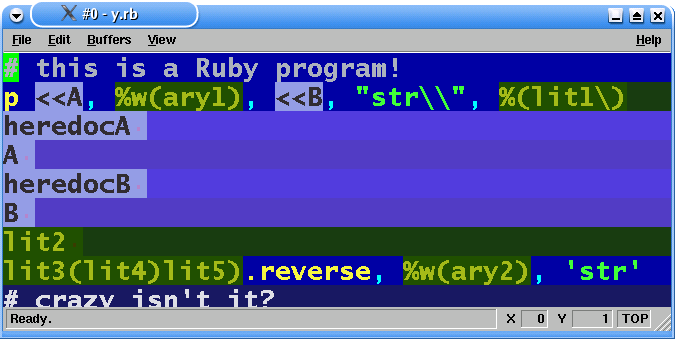 #0 - y.rb
File Edit Buffers View Help
# this is a Ruby program!
p <<A, %w(ary1), <<B, "str\\", %(lit1\)
heredocA
A
heredocB
B
lit2
lit3(lit4)lit5).reverse, %w(ary2), 'str'
# crazy isn't it?
Ready. X 0 Y 1 TOP